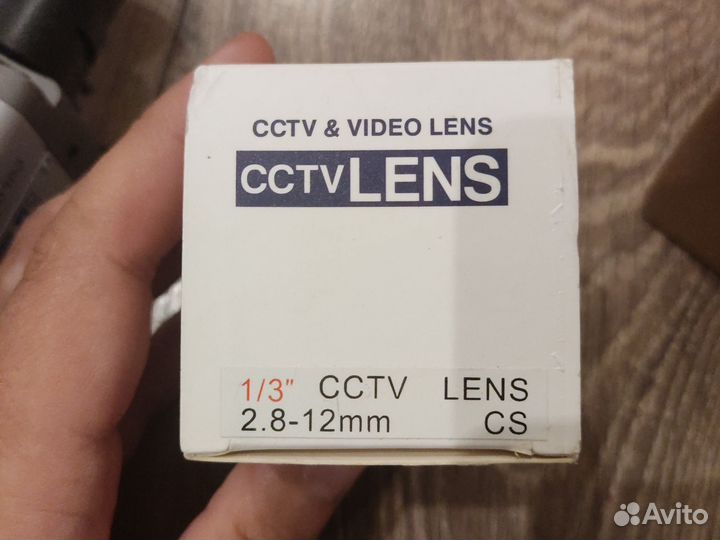 CCTV & VIDEO LENS
CCTV LENS
1/3" CCTV LENS
2.8-12mm CS
Avito